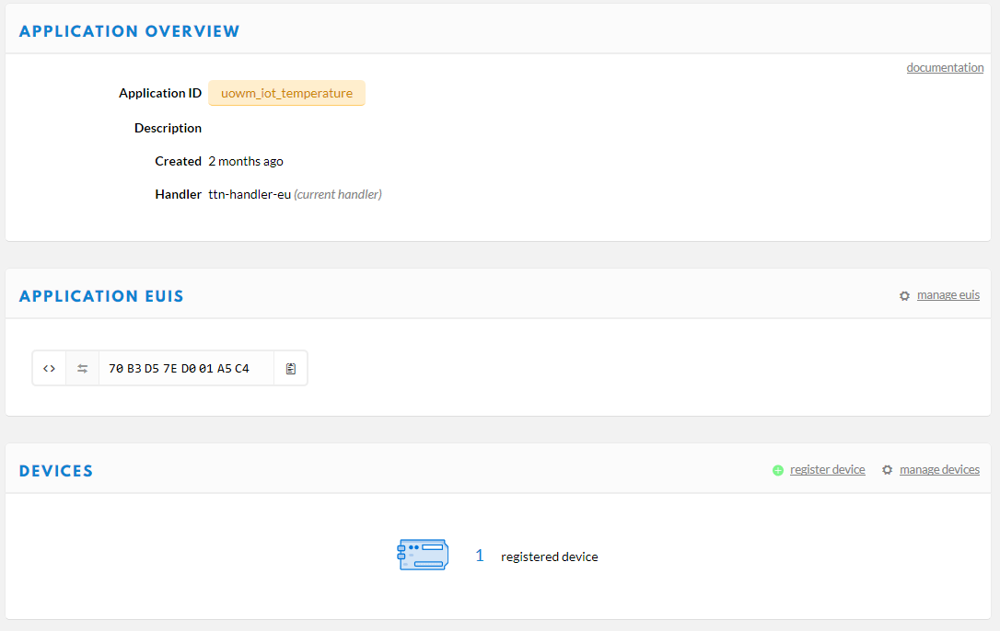 APPLICATION OVERVIEW
documentation
Application ID uowm_iot_temperature
Description
Created 2 months ago
Handler ttn-handler-eu (current handler)
APPLICATION EUIS
manage euis
<> 70 B3 D5 7E D0 01 A5 C4
DEVICES
register device manage devices
1 registered device